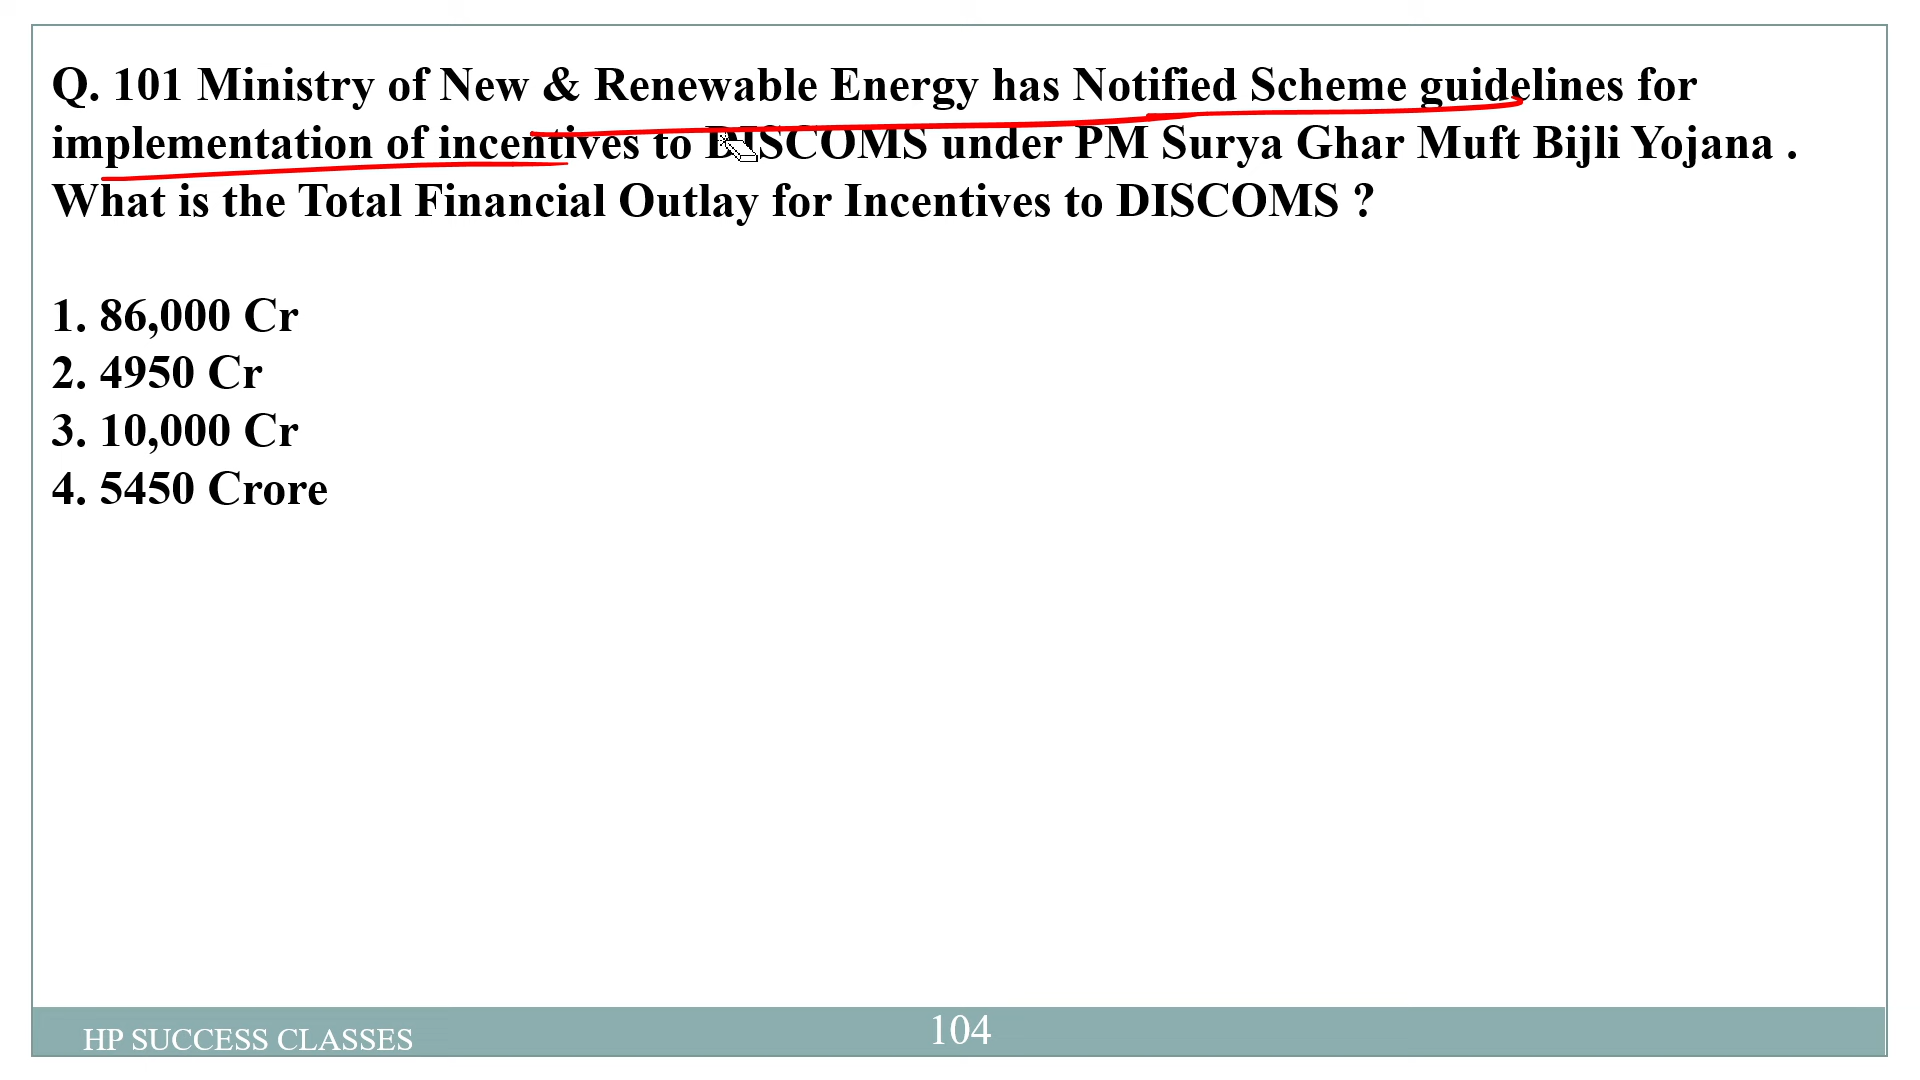 Q. 101 Ministry of New & Renewable Energy has Notified Scheme guidelines for
implementation of incentives to DISCOMS under PM Surya Ghar Muft Bijli Yojana .
What is the Total Financial Outlay for Incentives to DISCOMS ?
1. 86,000 Cr
2. 4950 Cr
3. 10,000 Cr
4. 5450 Crore
HP SUCCESS CLASSES
104